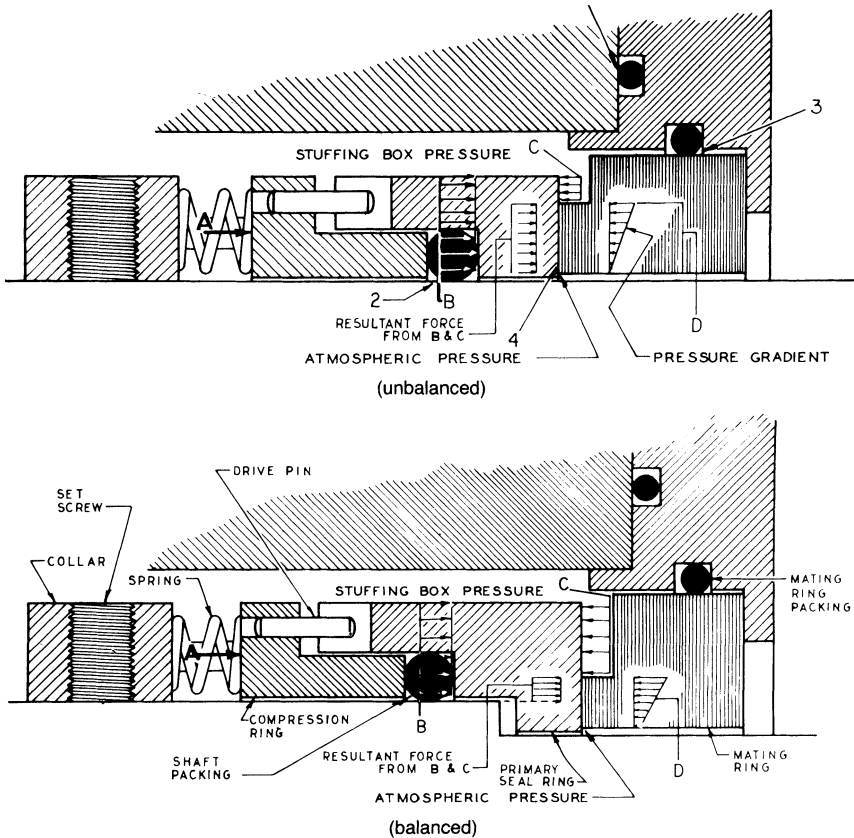 3
STUFFING BOX PRESSURE
C
A
2
B
RESULTANT FORCE
FROM B & C
4
D
ATMOSPHERIC PRESSURE
PRESSURE GRADIENT
(unbalanced)
DRIVE PIN
SET
SCREW
COLLAR
SPRING
STUFFING BOX PRESSURE
C
MATING
RING
PACKING
A
COMPRESSION
RING
B
SHAFT
PACKING
RESULTANT FORCE
FROM B & C
PRIMARY
SEAL RING
D
MATING
RING
ATMOSPHERIC PRESSURE
(balanced)